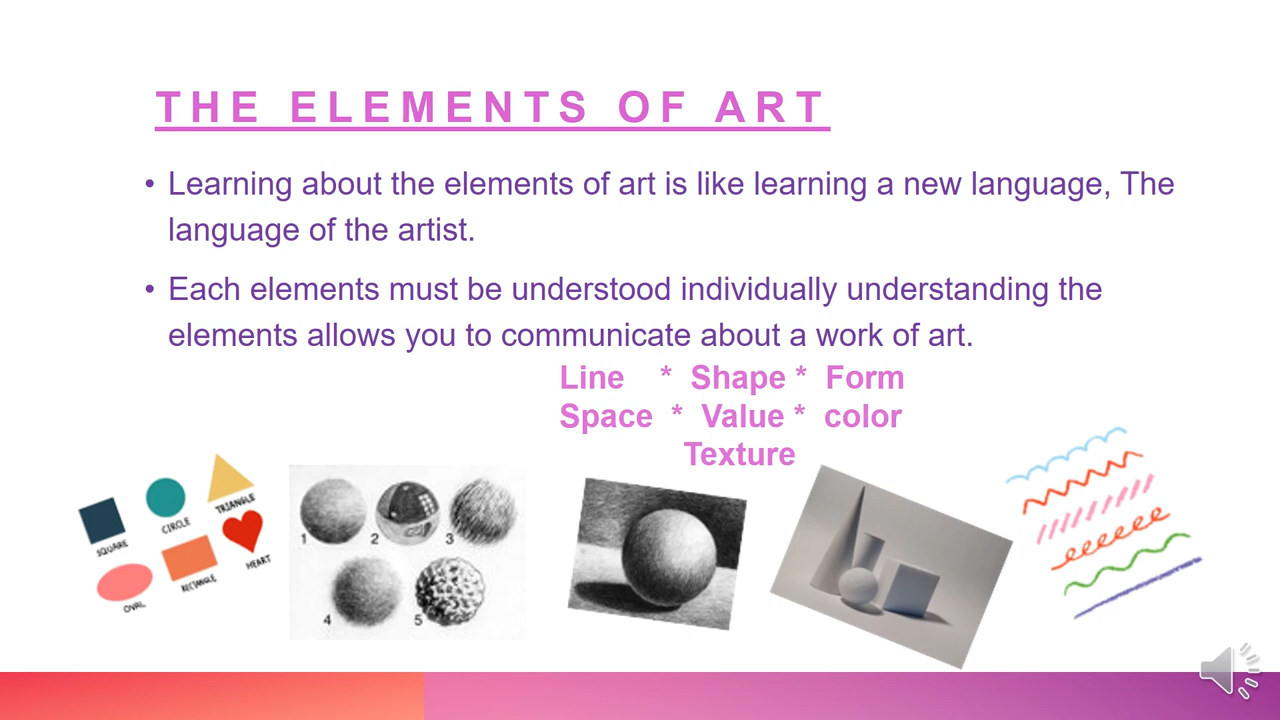 THE ELEMENTS OF ART
• Learning about the elements of art is like learning a new language, The
language of the artist.
• Each elements must be understood individually understanding the
elements allows you to communicate about a work of art.
Line * Shape * Form
Space * Value * color
Texture
SQUARE
CIRCLE
TRIANGLE
OVAL
RECTANGLE
HEART
1 2 3
4 5